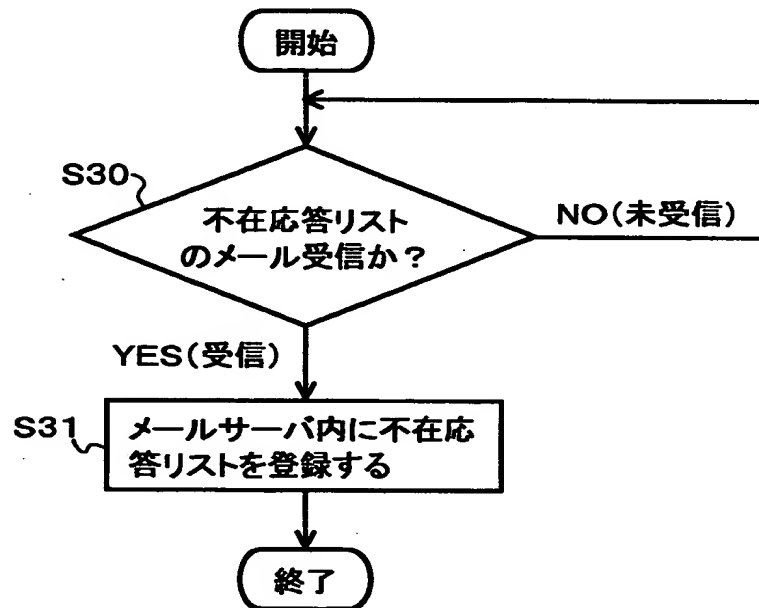 開始
S30
不在応答リスト
のメール受信か？
NO(未受信)
YES(受信)
S31
メールサーバ内に不在応
答リストを登録する
終了